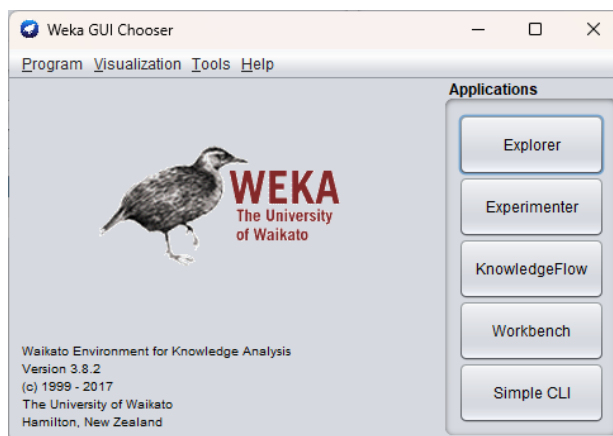 Weka GUI Chooser
Program Visualization Tools Help
Applications
Explorer
Experimenter
KnowledgeFlow
Workbench
Simple CLI
WEKA
The University
of Waikato
Waikato Environment for Knowledge Analysis
Version 3.8.2
(c) 1999 - 2017
The University of Waikato
Hamilton, New Zealand